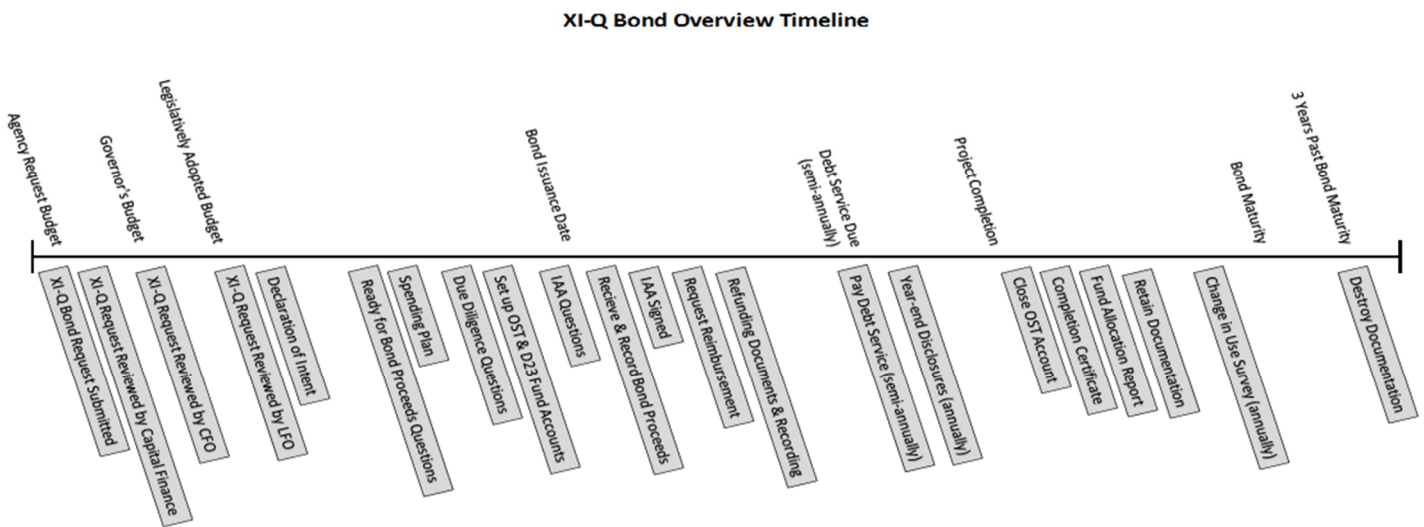 XI-Q Bond Overview Timeline
Agency Request Budget
Governor's Budget
Legislatively Adopted Budget
Bond Issuance Date
Debt Service Due
(semi-annually)
Project Completion
Bond Maturity
3 Years Past Bond Maturity
XI-Q Bond Request Submitted
XI-Q Request Reviewed by Capital Finance
XI-Q Request Reviewed by CFO
XI-Q Request Reviewed by LFO
Declaration of Intent
Ready for Bond Proceeds Questions
Spending Plan
Due Diligence Questions
Set up OST & D23 Fund Accounts
IAA Questions
Recieve & Record Bond Proceeds
IAA Signed
Request Reimbursement
Refunding Documents & Recording
Pay Debt Service (semi-annually)
Year-end Disclosures (annually)
Close OST Account
Completion Certificate
Fund Allocation Report
Retain Documentation
Change in Use Survey (annually)
Destroy Documentation